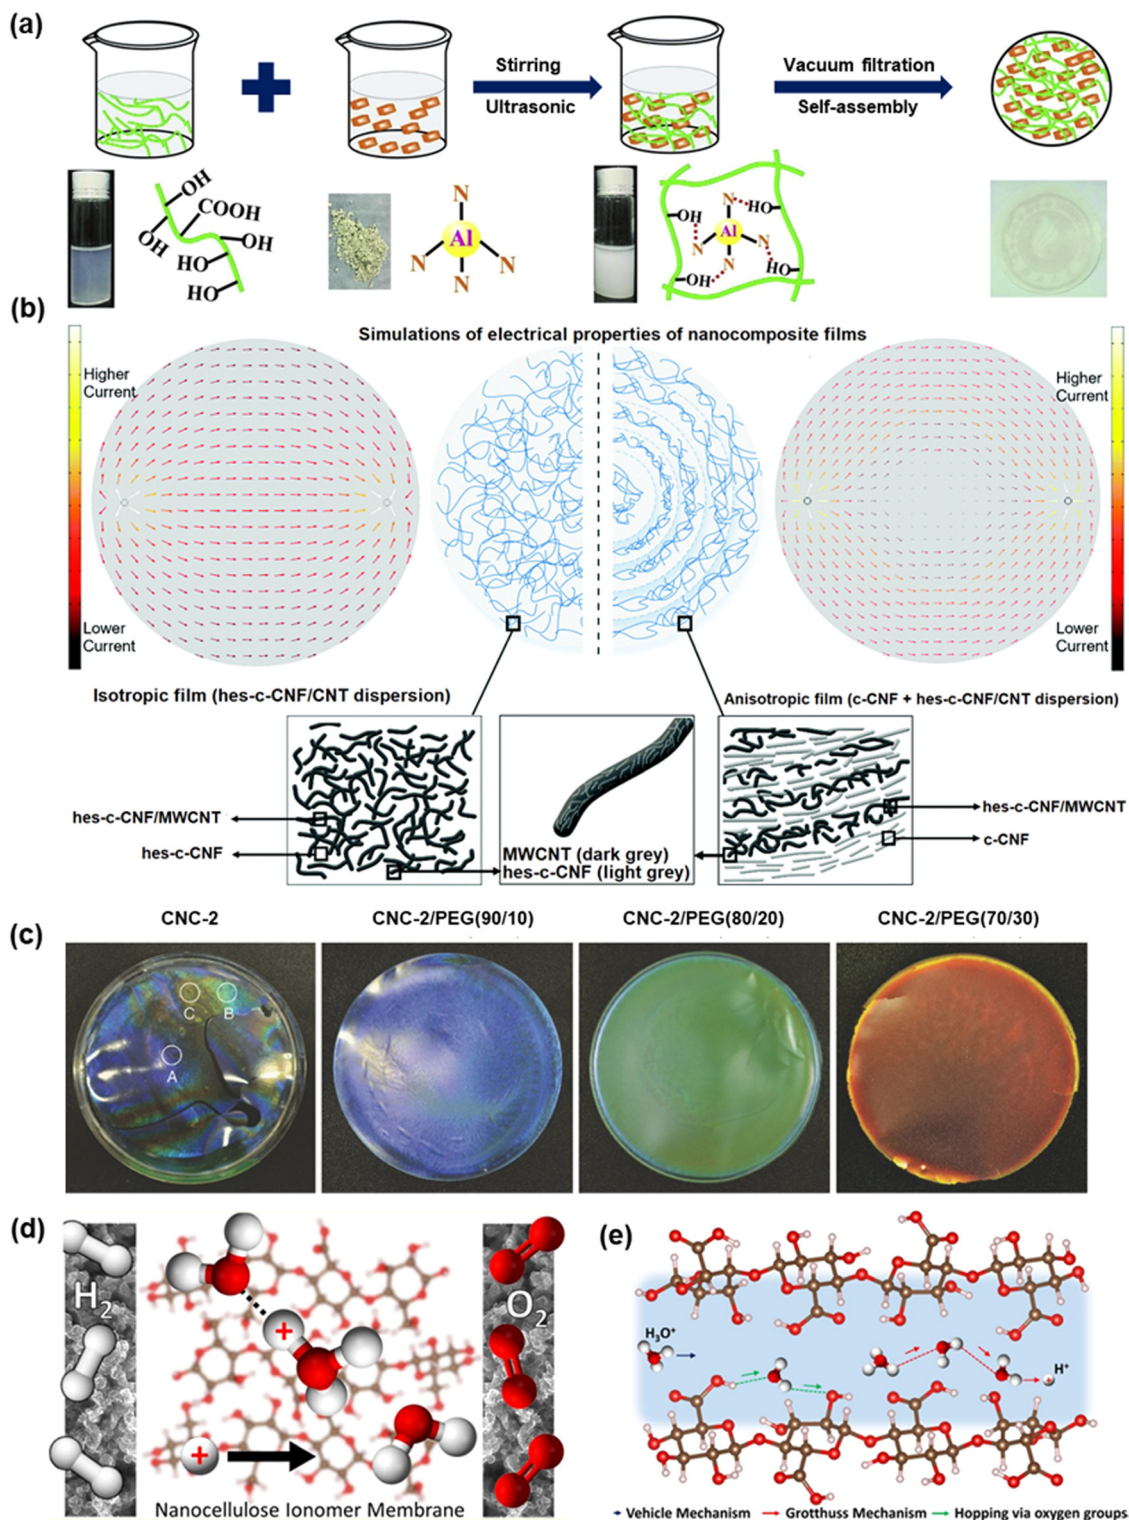 (a)
Stirring
Ultrasonic
Vacuum filtration
Self-assembly
OH
COOH
OH
OH
HO
HO
N
Al
N
N
N
N
HO
OH
Al
N
N
N
OH
HO
(b)
Simulations of electrical properties of nanocomposite films
Higher
Current
Lower
Current
Higher
Current
Lower
Current
Isotropic film (hes-c-CNF/CNT dispersion)
Anisotropic film (c-CNF + hes-c-CNF/CNT dispersion)
hes-c-CNF/MWCNT
hes-c-CNF
MWCNT (dark grey)
hes-c-CNF (light grey)
hes-c-CNF/MWCNT
c-CNF
(c)
CNC-2
CNC-2/PEG(90/10)
CNC-2/PEG(80/20)
CNC-2/PEG(70/30)
C
B
A
(d)
H2
O2
+
+
Nanocellulose Ionomer Membrane
(e)
H3O+
H+
Vehicle Mechanism
Grotthuss Mechanism
Hopping via oxygen groups